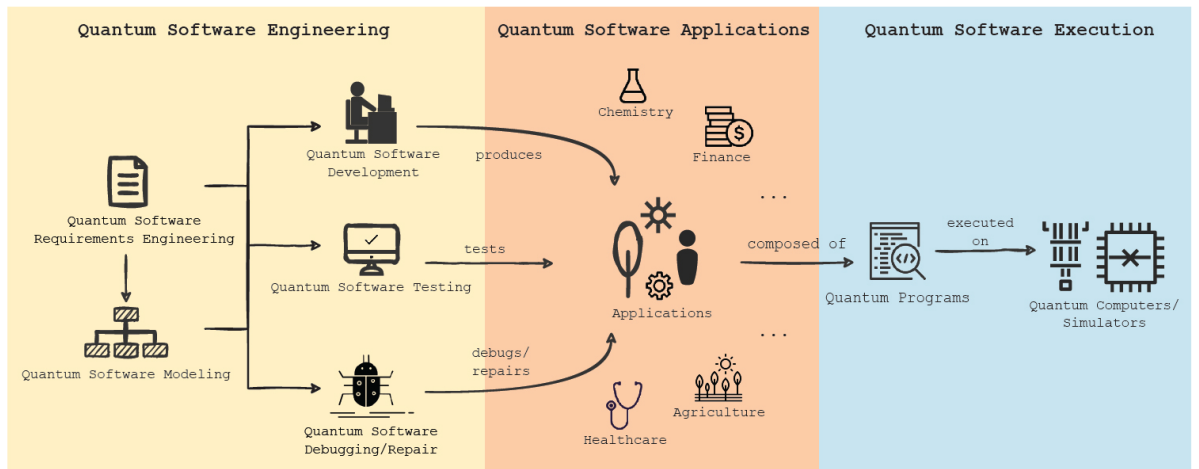 Quantum Software Engineering
Quantum Software Requirements Engineering
Quantum Software Modeling
Quantum Software
Development
Quantum Software Testing
Quantum Software
Debugging/Repair
produces
tests
debugs/
repairs
Quantum Software Applications
Chemistry
$
Finance
...
Applications
...
Agriculture
Healthcare
composed of
Quantum Software Execution
Quantum Programs
executed
on
Quantum Computers/
Simulators